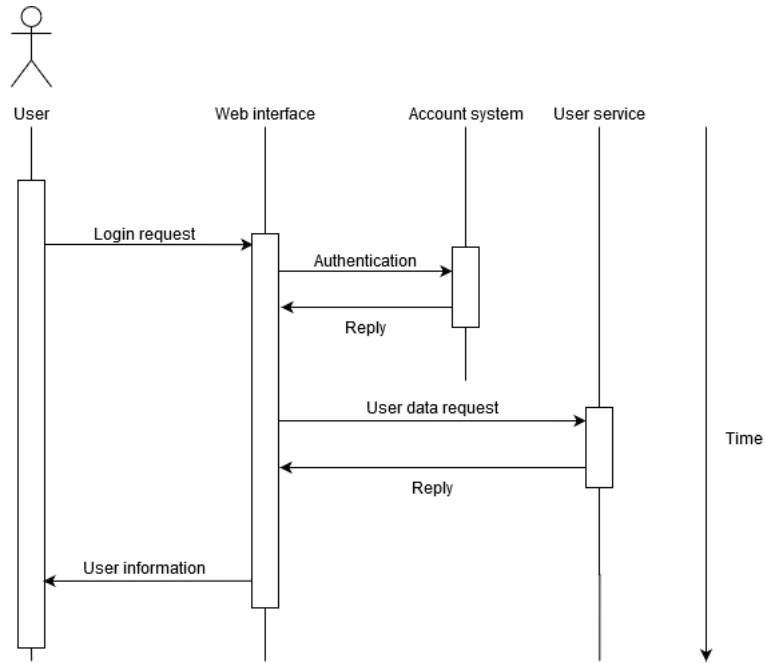 User
Web interface
Account system
User service
Login request
Authentication
Reply
User data request
Time
Reply
User information